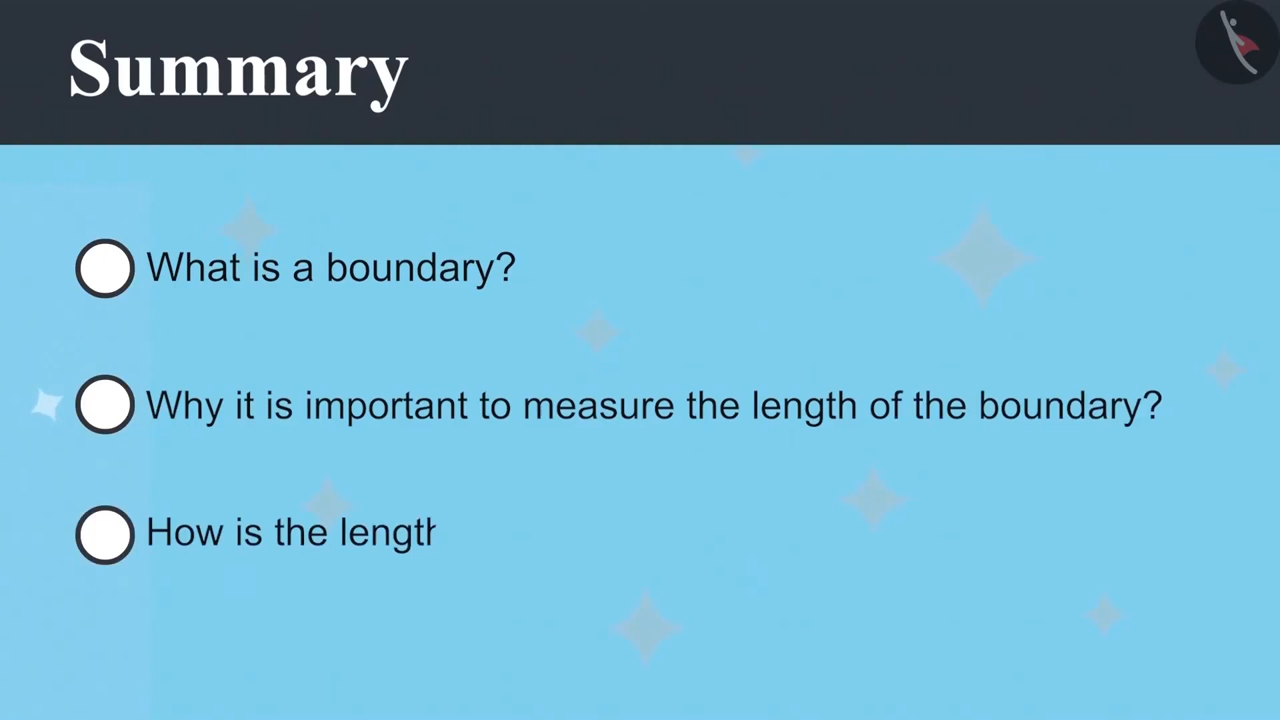 Summary
What is a boundary?
Why it is important to measure the length of the boundary?
How is the length